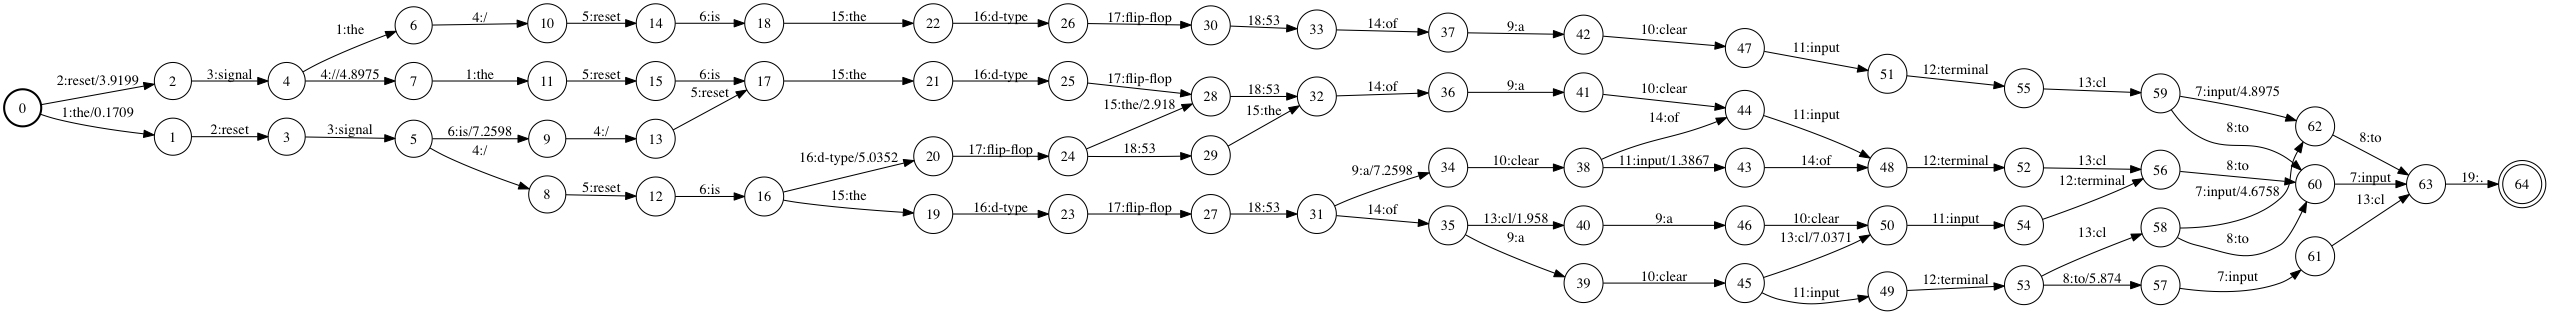 1:the 4:/ 5:reset 6:is 15:the 16:d-type 17:flip-flop 18:53 14:of 9:a 10:clear 11:input 12:terminal 13:cl 7:input/4.8975 8:to
6 10 14 18 22 26 30 33 37 42 47 51 55 59 62
2:reset/3.9199 3:signal 4://4.8975 1:the 5:reset 6:is 15:the 16:d-type 17:flip-flop 18:53 14:of 9:a 10:clear 11:input 8:to
2 4 7 11 15 17 21 25 28 32 36 41 44
0 1:the/0.1709 5:reset 15:the/2.918 15:the 14:of
1 2:reset 3 3:signal 5 6:is/7.2598 9 4:/ 13
4:/ 16:d-type/5.0352 20 17:flip-flop 24 18:53 29
9:a/7.2598 34 10:clear 38 11:input/1.3867 43 14:of 48 12:terminal 52 13:cl 56 8:to 60 7:input 63 19:. 64
12:terminal 7:input/4.6758 13:cl
8 5:reset 12 6:is 16 15:the 19 16:d-type 23 17:flip-flop 27 18:53 31 14:of 35 13:cl/1.958 40 9:a 46 10:clear 50 11:input 54
9:a 13:cl/7.0371 13:cl 58 8:to 61
39 10:clear 45 11:input 49 12:terminal 53 8:to/5.874 57 7:input